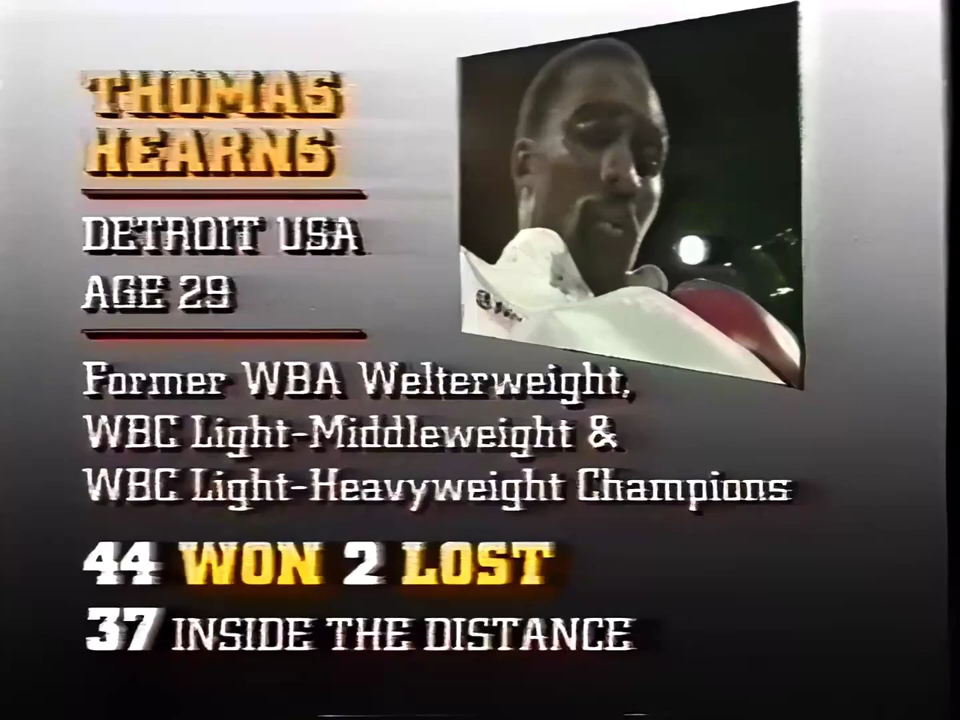 THOMAS
HEARNS
DETROIT USA
AGE 29
Former WBA Welterweight,
WBC Light-Middleweight &
WBC Light-Heavyweight Champions
44 WON 2 LOST
37 INSIDE THE DISTANCE